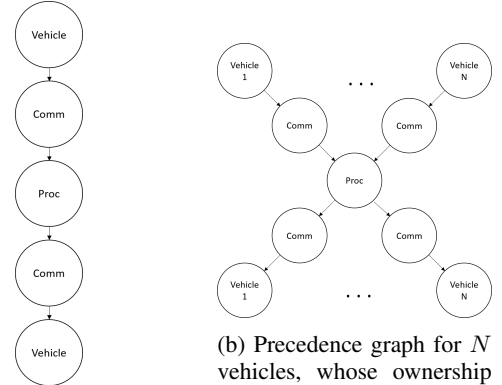 Vehicle
Comm
Proc
Comm
Vehicle
Vehicle
1
...
Vehicle
N
Comm
Comm
Proc
Comm
Comm
Vehicle
1
...
Vehicle
N
(b) Precedence graph for N
vehicles, whose ownership